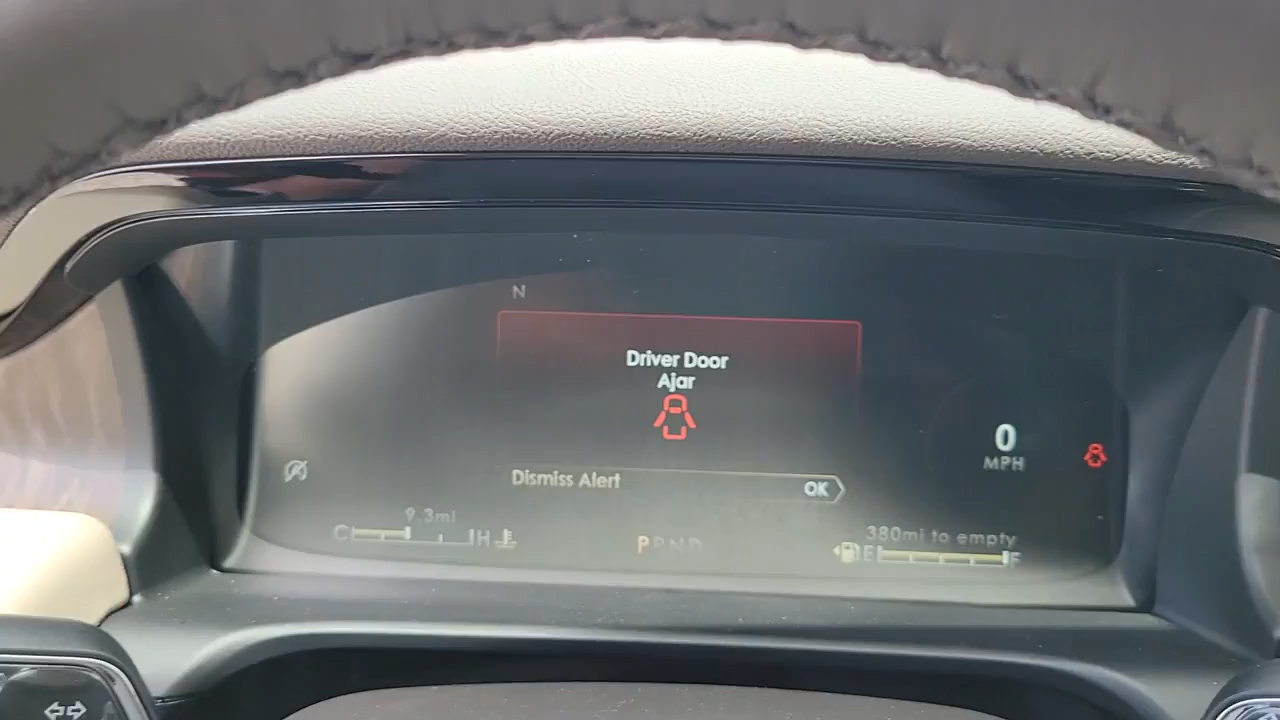 N
Driver Door
Ajar
Dismiss Alert
OK
0
MPH
9.3mi
C H
PRND
380mi to empty
E F